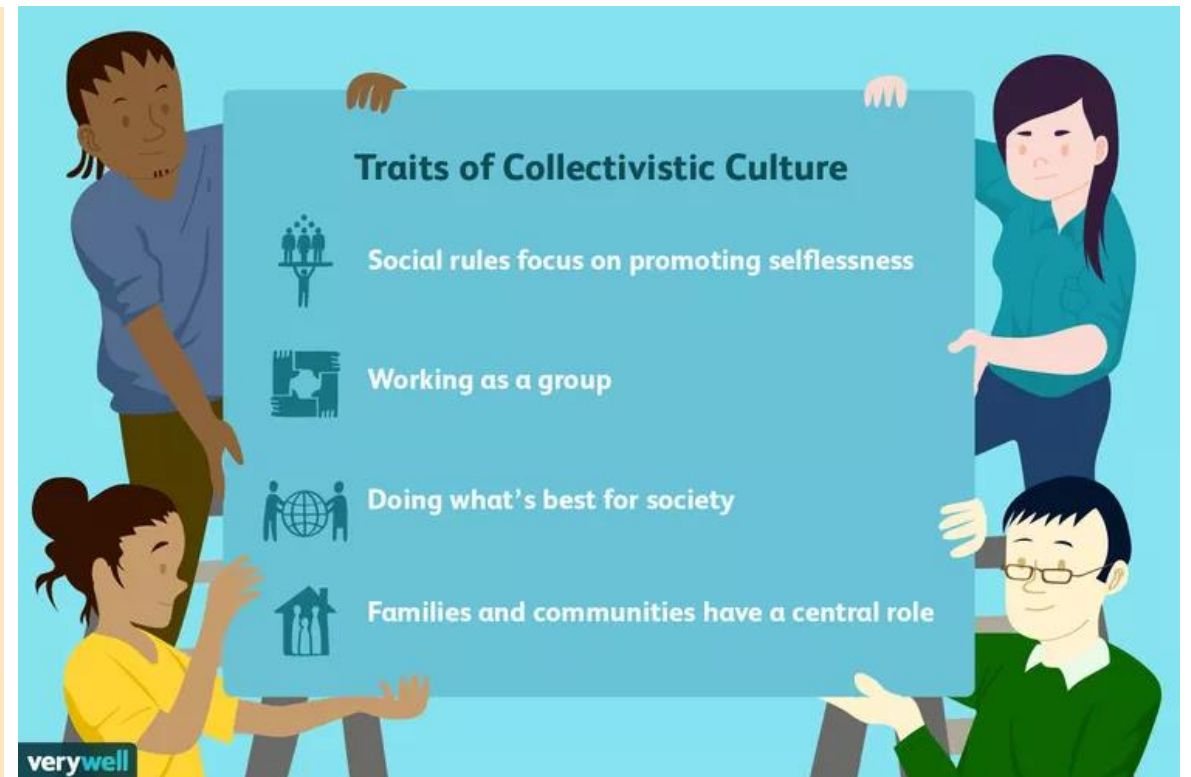 Traits of Collectivistic Culture
Social rules focus on promoting selflessness
Working as a group
Doing what's best for society
Families and communities have a central role
verywell